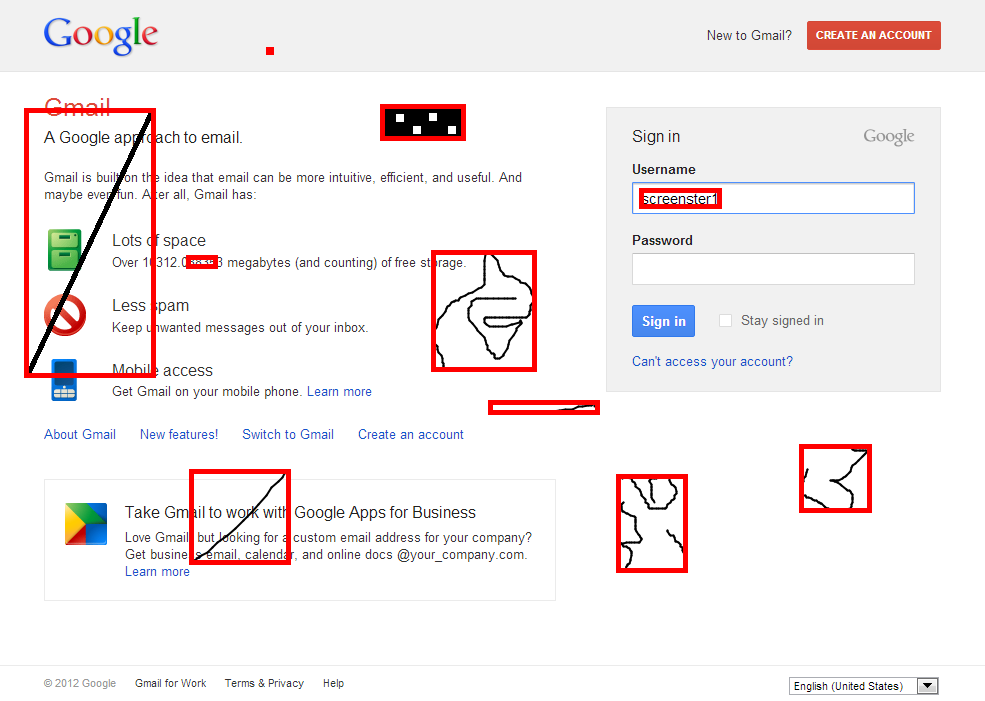 Google
New to Gmail? CREATE AN ACCOUNT
Gmail
A Google approach to email.
Gmail is built on the idea that email can be more intuitive, efficient, and useful. And
maybe even fun. After all, Gmail has:
Lots of space
Over megabytes (and counting) of free storage.
Less spam
Keep unwanted messages out of your inbox.
Mobile access
Get Gmail on your mobile phone. Learn more
About Gmail New features! Switch to Gmail Create an account
Take Gmail to work with Google Apps for Business
Love Gmail, but looking for a custom email address for your company?
Get business email, calendar, and online docs @your_company.com.
Learn more
Sign in Google
Username
screenster1
Password
Sign in Stay signed in
Can't access your account?
© 2012 Google Gmail for Work Terms & Privacy Help
English (United States)